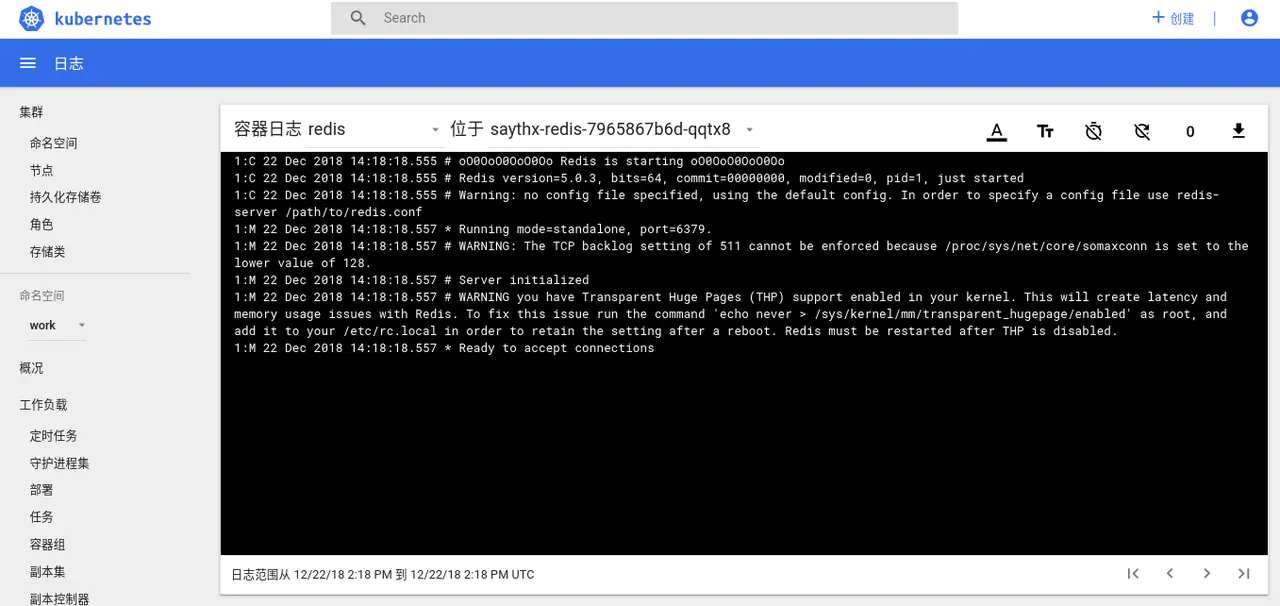 kubernetes
Search
创建
日志
集群
命名空间
节点
持久化存储卷
角色
存储类
命名空间
work
概况
工作负载
定时任务
守护进程集
部署
任务
容器组
副本集
副本控制器
容器日志 redis 位于 saythx-redis-7965867b6d-qqtx8
A Tт 0
1:C 22 Dec 2018 14:18:18.555 # oO0OoO0OoO0Oo Redis is starting oO0OoO0OoO0Oo
1:C 22 Dec 2018 14:18:18.555 # Redis version=5.0.3, bits=64, commit=00000000, modified=0, pid=1, just started
1:C 22 Dec 2018 14:18:18.555 # Warning: no config file specified, using the default config. In order to specify a config file use redis-
server /path/to/redis.conf
1:M 22 Dec 2018 14:18:18.557 * Running mode=standalone, port=6379.
1:M 22 Dec 2018 14:18:18.557 # WARNING: The TCP backlog setting of 511 cannot be enforced because /proc/sys/net/core/somaxconn is set to the
lower value of 128.
1:M 22 Dec 2018 14:18:18.557 # Server initialized
1:M 22 Dec 2018 14:18:18.557 # WARNING you have Transparent Huge Pages (THP) support enabled in your kernel. This will create latency and
memory usage issues with Redis. To fix this issue run the command 'echo never > /sys/kernel/mm/transparent_hugepage/enabled' as root, and
add it to your /etc/rc.local in order to retain the setting after a reboot. Redis must be restarted after THP is disabled.
1:M 22 Dec 2018 14:18:18.557 * Ready to accept connections
日志范围从 12/22/18 2:18 PM 到 12/22/18 2:18 PM UTC